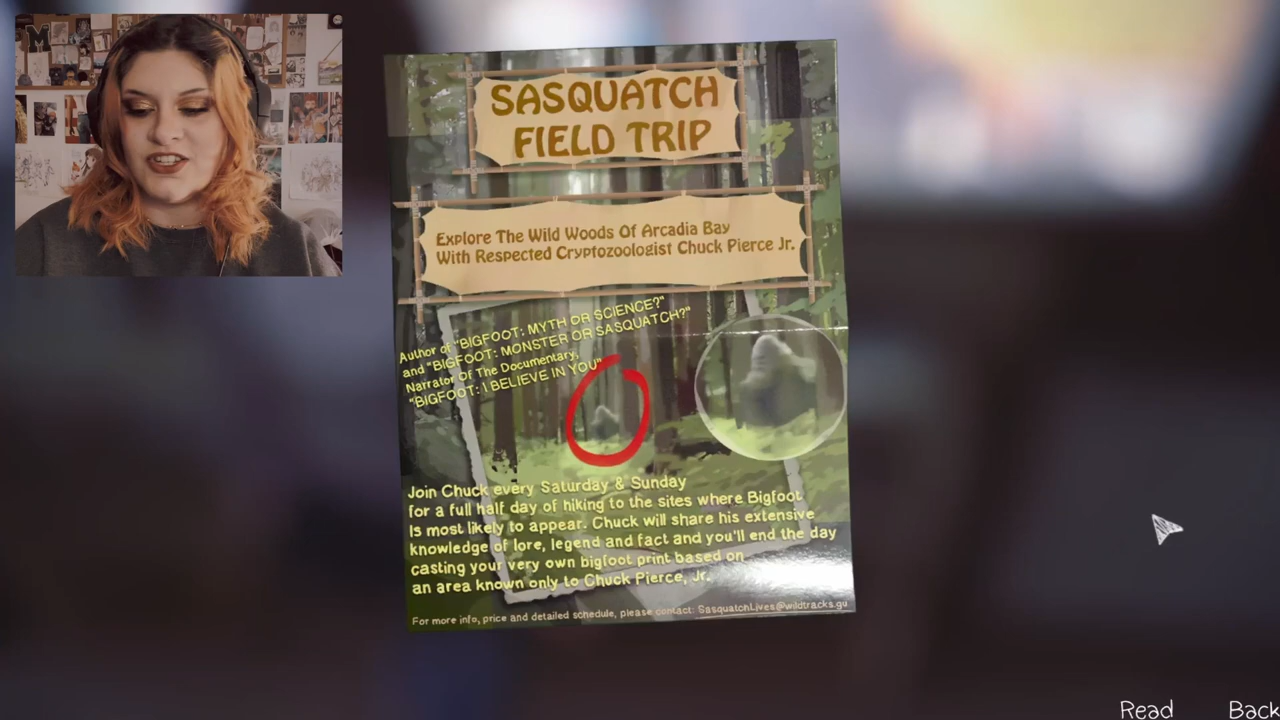 SASQUATCH
FIELD TRIP
Explore The Wild Woods Of Arcadia Bay
With Respected Cryptozoologist Chuck Pierce Jr.
Author of "BIGFOOT: MYTH OR SCIENCE?"
and "BIGFOOT: MONSTER OR SASQUATCH?"
Narrator Of The Documentary,
"BIGFOOT: I BELIEVE IN YOU"
Join Chuck every Saturday & Sunday
for a full half day of hiking to the sites where Bigfoot
Is most likely to appear. Chuck will share his extensive
knowledge of lore, legend and fact and you'll end the day
casting your very own bigfoot print based on
an area known only to Chuck Pierce, Jr.
For more info, price and detailed schedule, please contact: SasquatchLives@wildtracks.gu
Read
Back